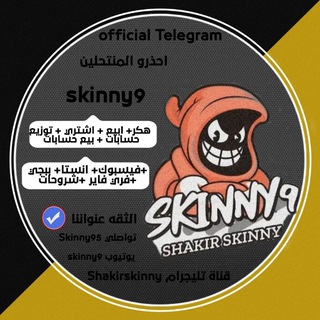 official Telegram
احذرو المنتحلين
skinny9
هكر+ ابيع + اشتري + توزيع
حسابات + بيع حسابات
+فيسبوك+ انستا+ ببجي
+فري فاير +شروحات
الثقه عنواننا
تواصلي Skinny95
يوتيوب skinny9
قناة تليجرام Shakirskinny
SKINNY9
SHAKIR SKINNY